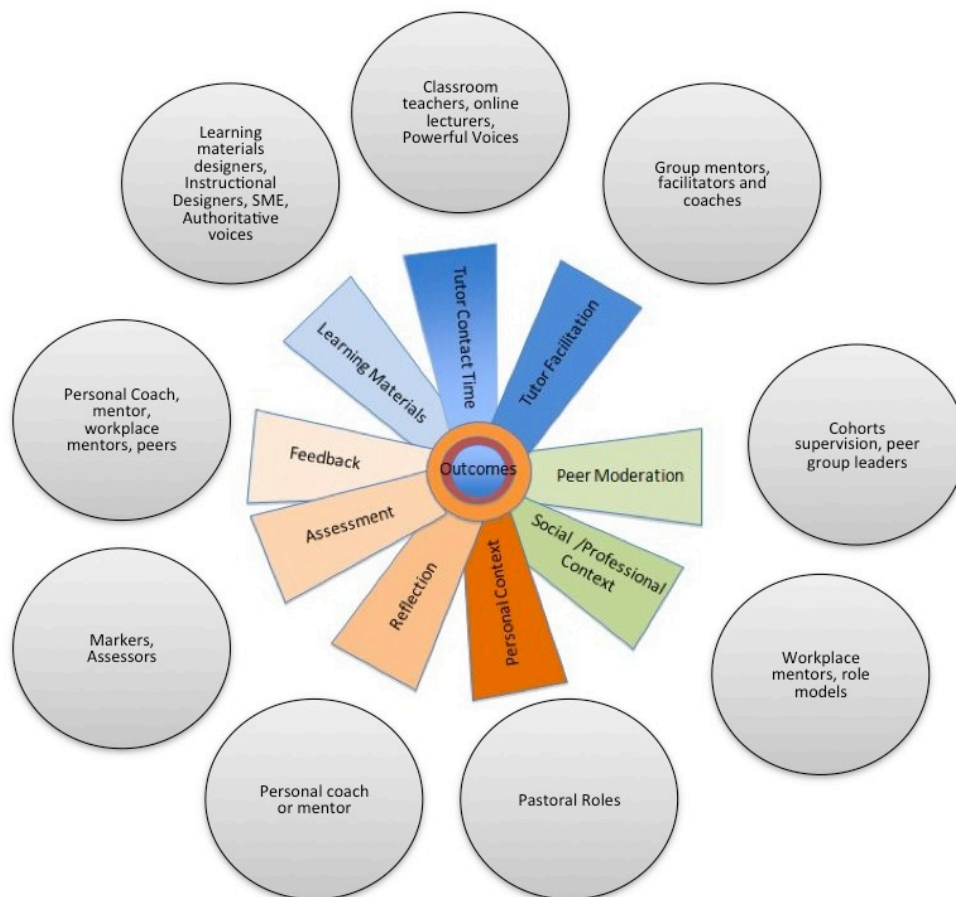 Classroom
teachers, online
lecturers,
Powerful Voices
Learning
materials
designers,
Instructional
Designers, SME,
Authoritative
voices
Group mentors,
facilitators and
coaches
Tutor Contact Time
Tutor Facilitation
Learning Materials
Personal Coach,
mentor,
workplace
mentors, peers
Feedback
Outcomes
Peer Moderation
Cohorts
supervision, peer
group leaders
Assessment
Social /Professional
Context
Reflection
Personal Context
Markers,
Assessors
Workplace
mentors, role
models
Personal coach
or mentor
Pastoral Roles